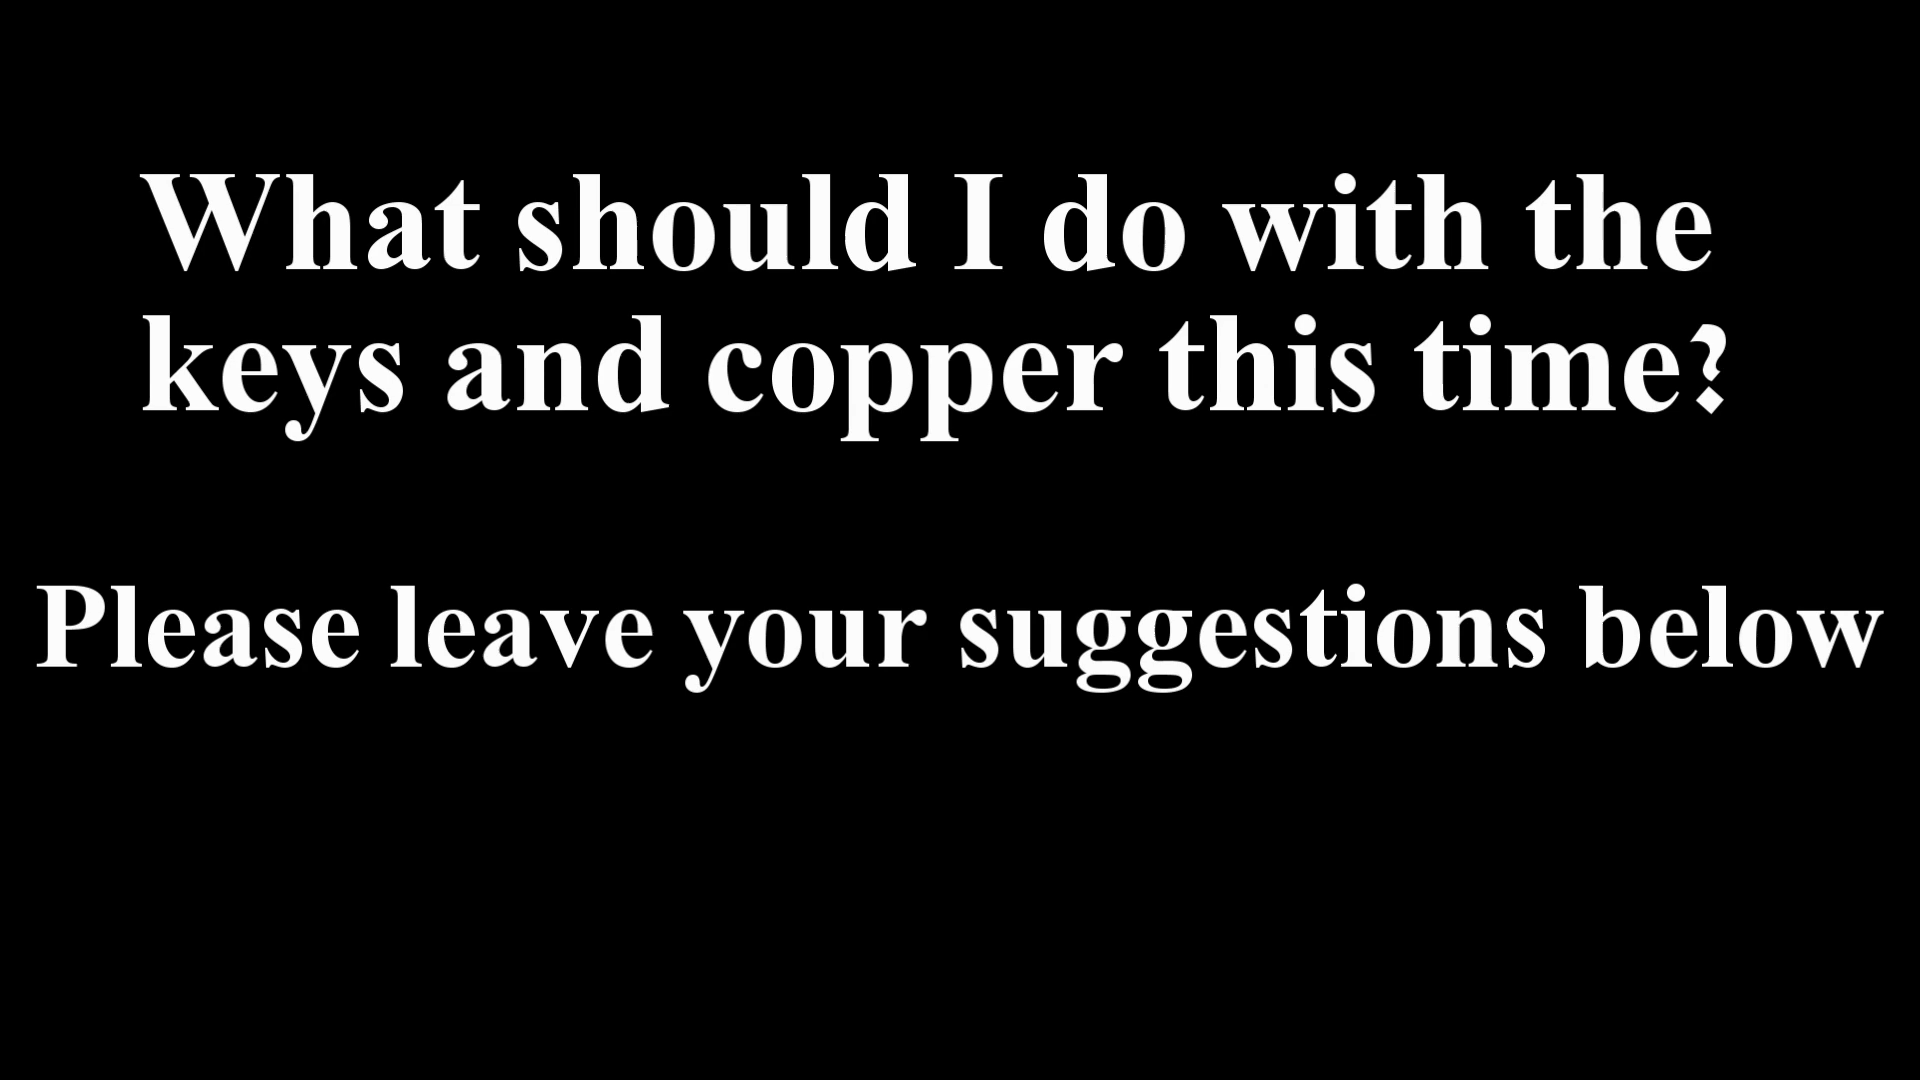 What should I do with the
keys and copper this time?
Please leave your suggestions below